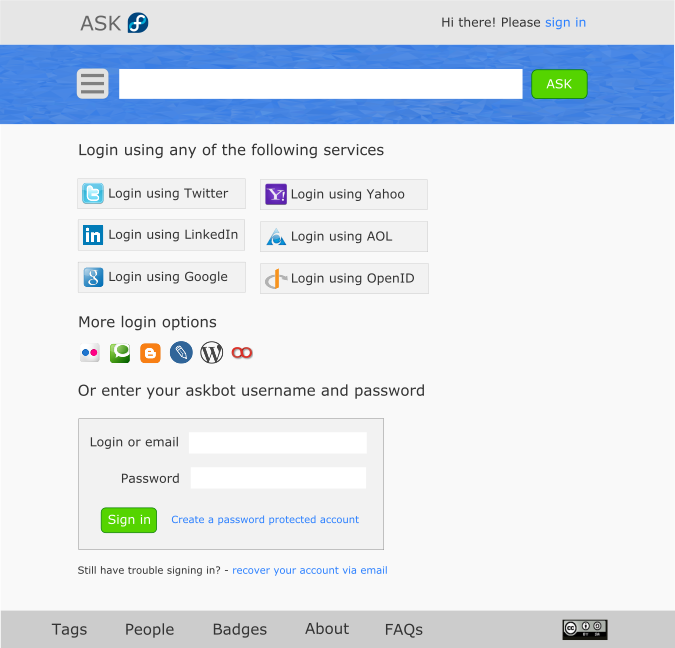 ASK
Hi there! Please sign in
ASK
Login using any of the following services
Login using Twitter
Login using Yahoo
Login using LinkedIn
Login using AOL
Login using Google
Login using OpenID
More login options
Or enter your askbot username and password
Login or email
Password
Sign in Create a password protected account
Still have trouble signing in? - recover your account via email
Tags People Badges About FAQs